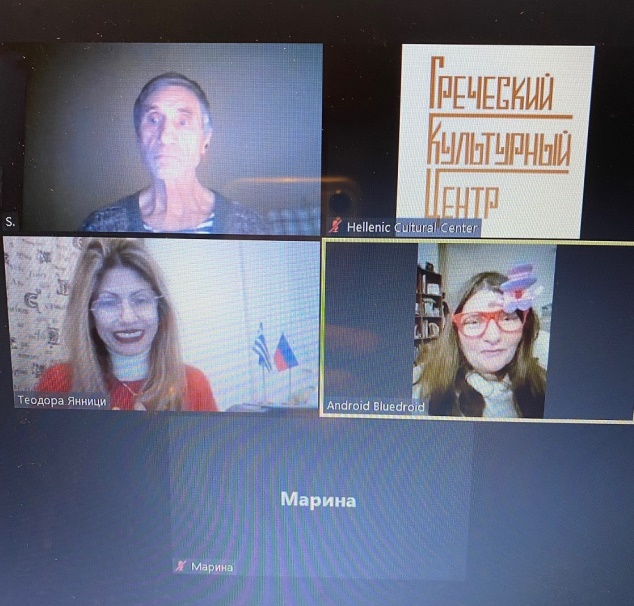 S.
ГРЕЧЕСКИЙ
КУЛЬТУРНЫЙ
ЦЕНТР
Hellenic Cultural Center
Теодора Янници
Android Bluedroid
Марина
Марина